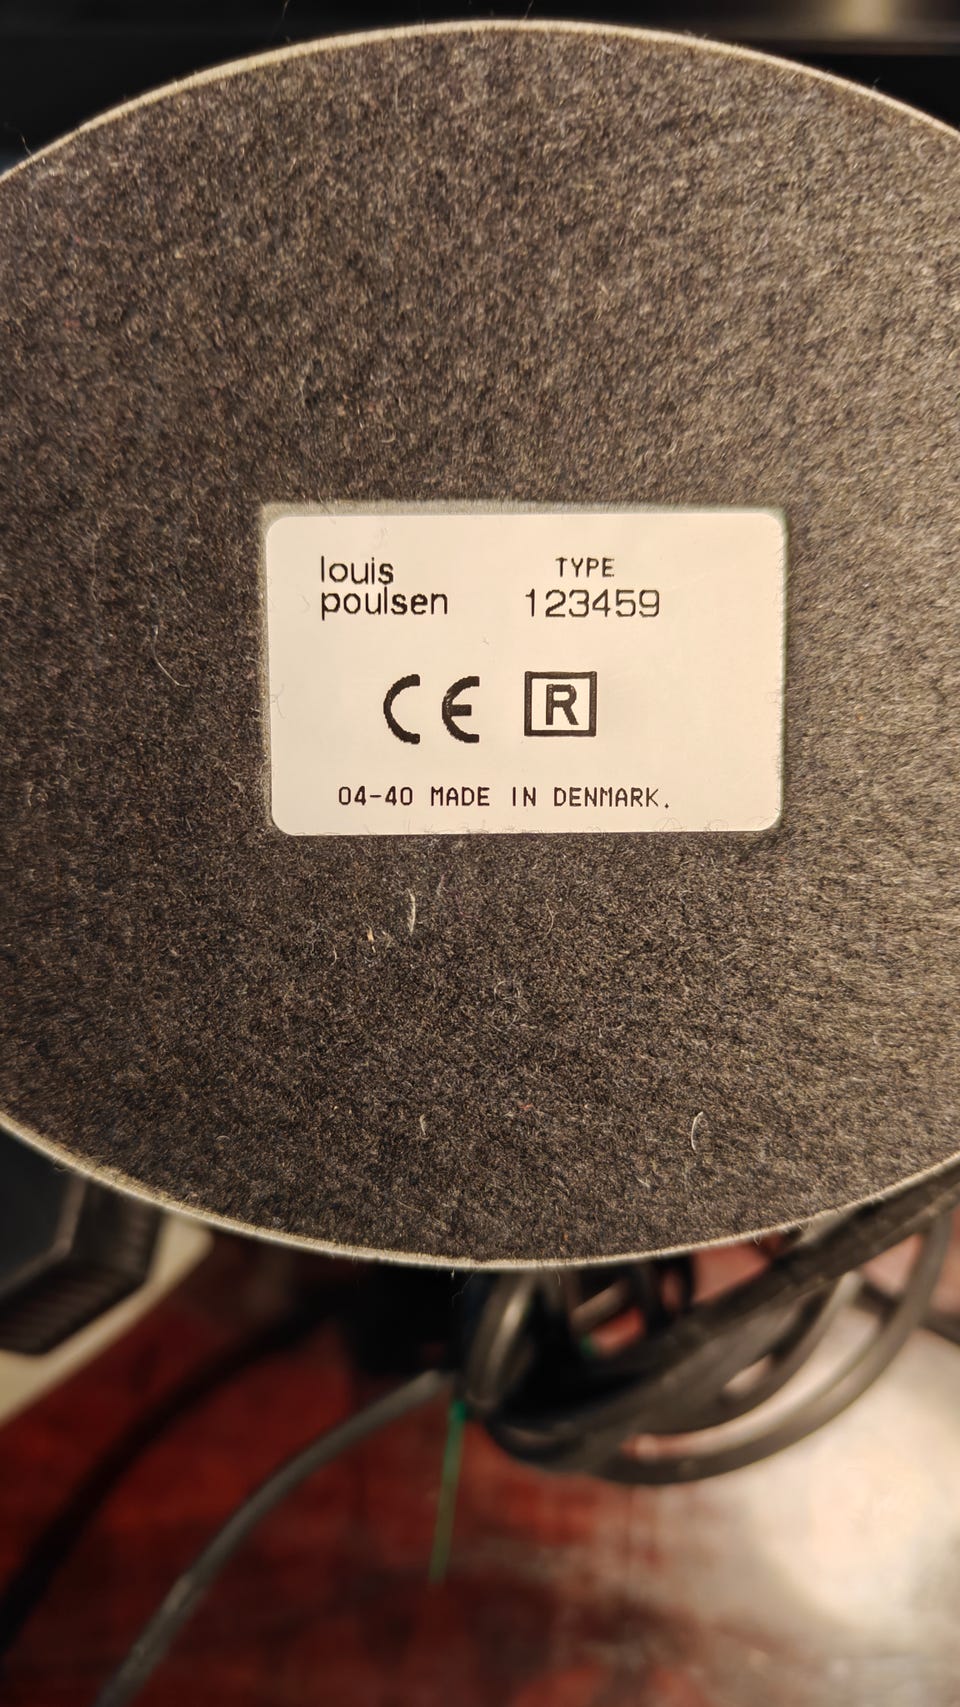 louis
poulsen
TYPE
123459
CE R
04-40 MADE IN DENMARK.